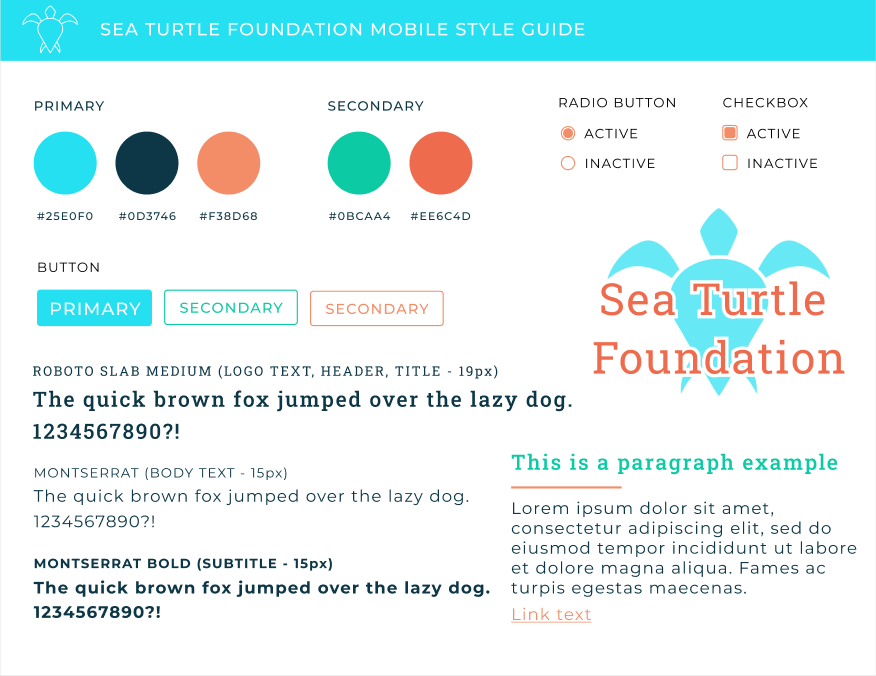 SEA TURTLE FOUNDATION MOBILE STYLE GUIDE
PRIMARY
#25E0F0 #0D3746 #F38D68
SECONDARY
#0BCAA4 #EE6C4D
RADIO BUTTON
ACTIVE
INACTIVE
CHECKBOX
ACTIVE
INACTIVE
BUTTON
PRIMARY SECONDARY SECONDARY
Sea Turtle
Foundation
ROBOTO SLAB MEDIUM (LOGO TEXT, HEADER, TITLE - 19px)
The quick brown fox jumped over the lazy dog.
1234567890?!
MONTSERRAT (BODY TEXT - 15px)
The quick brown fox jumped over the lazy dog.
1234567890?!
MONTSERRAT BOLD (SUBTITLE - 15px)
The quick brown fox jumped over the lazy dog.
1234567890?!
This is a paragraph example
Lorem ipsum dolor sit amet,
consectetur adipiscing elit, sed do
eiusmod tempor incididunt ut labore
et dolore magna aliqua. Fames ac
turpis egestas maecenas.
Link text